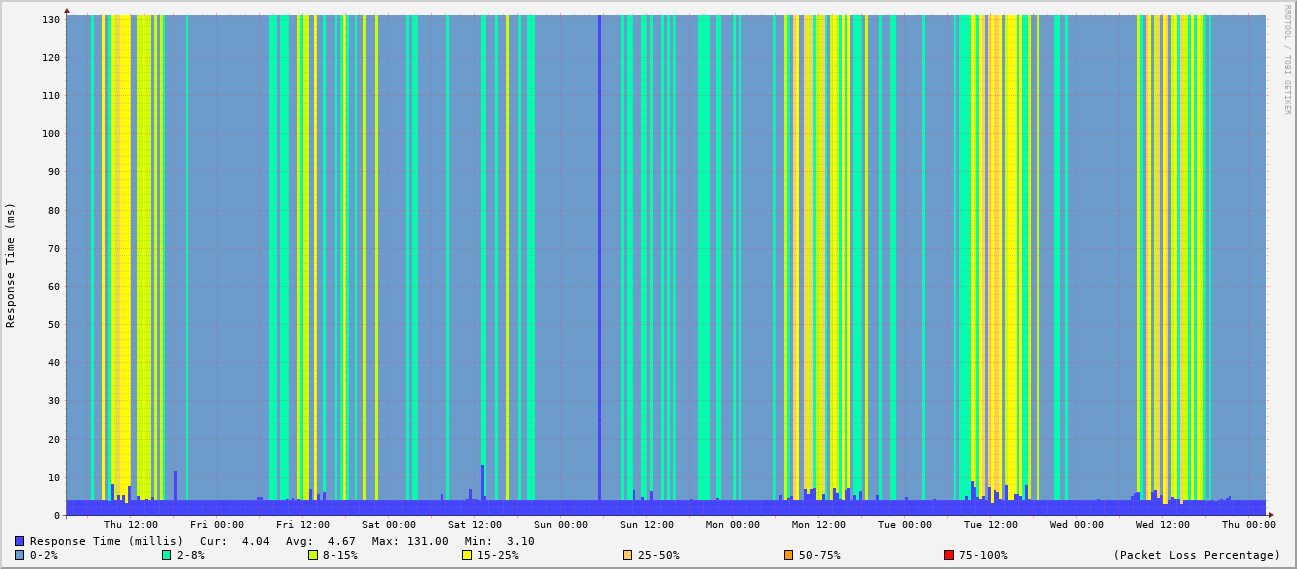 RRDTOOL / TOBI OETIKER
Response Time (ms)
130
120
110
100
90
80
70
60
50
40
30
20
10
0
Thu 12:00 Fri 00:00 Fri 12:00 Sat 00:00 Sat 12:00 Sun 00:00 Sun 12:00 Mon 00:00 Mon 12:00 Tue 00:00 Tue 12:00 Wed 00:00 Wed 12:00 Thu 00:00
Response Time (millis) Cur: 4.04 Avg: 4.67 Max: 131.00 Min: 3.10
0-2% 2-8% 8-15% 15-25% 25-50% 50-75% 75-100% (Packet Loss Percentage)